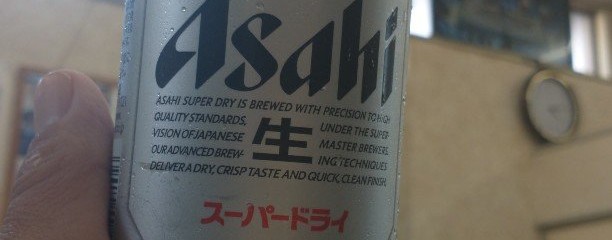 Asahi
ASAHI SUPER DRY IS BREWED WITH PRECISION TO HIGH
QUALITY STANDARDS, UNDER THE SUPER-
VISION OF JAPANESE 生 MASTER BREWERS.
OUR ADVANCED BREW- ING TECHNIQUES
DELIVER A DRY, CRISP TASTE AND QUICK, CLEAN FINISH.
スーパードライ